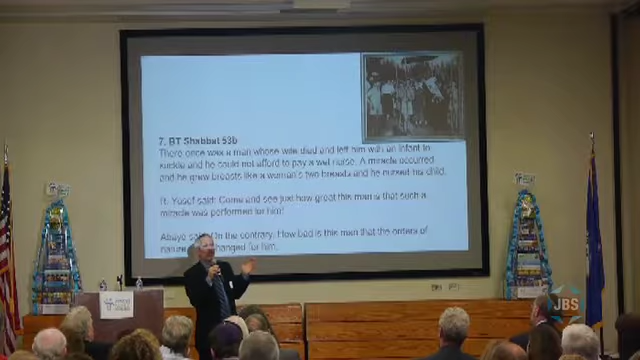 7. BT Shabbat 53b
There once was a man whose wife died and left him with an infant to
suckle and he could not afford to pay a wet nurse. A miracle occurred
and he grew breasts like a woman's two breasts and he nursed his child.
R. Yosef said: Come and see just how great this man is that such a
miracle was performed for him!
Abaye said: On the contrary. How bad is this man that the orders of
nature changed for him.
JBS